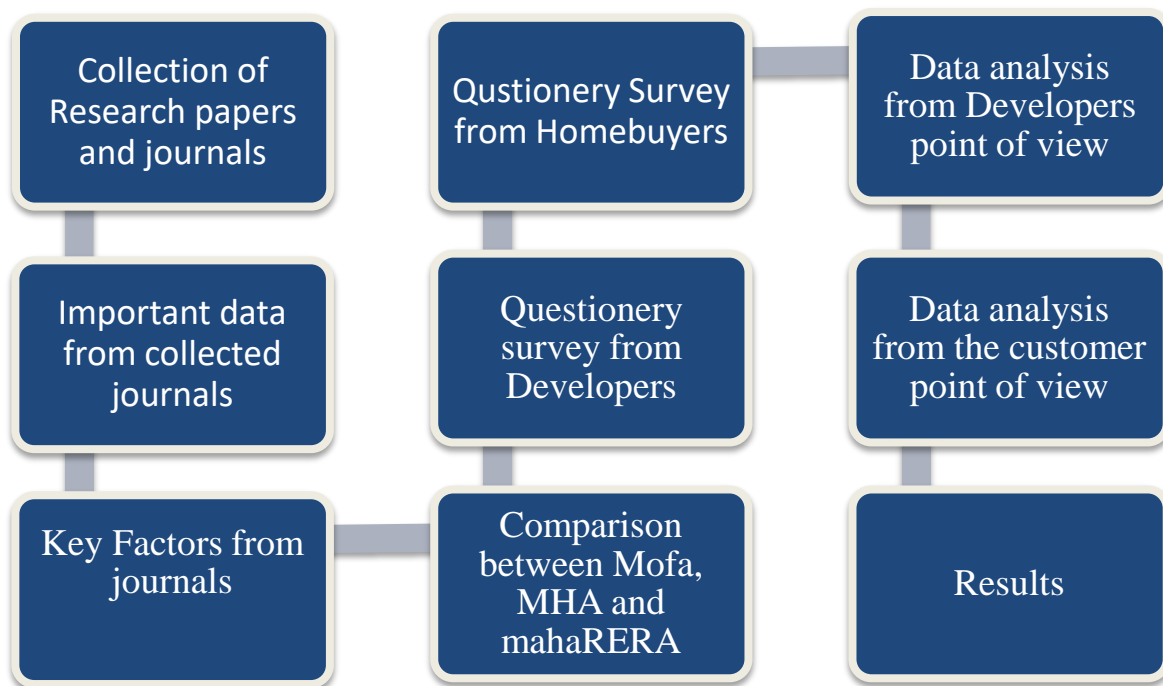 Collection of
Research papers
and journals
Important data
from collected
journals
Key Factors from
journals
Comparison
between Mofa,
MHA and
mahaRERA
Questionery
survey from
Developers
Qustionery Survey
from Homebuyers
Data analysis
from Developers
point of view
Data analysis
from the customer
point of view
Results